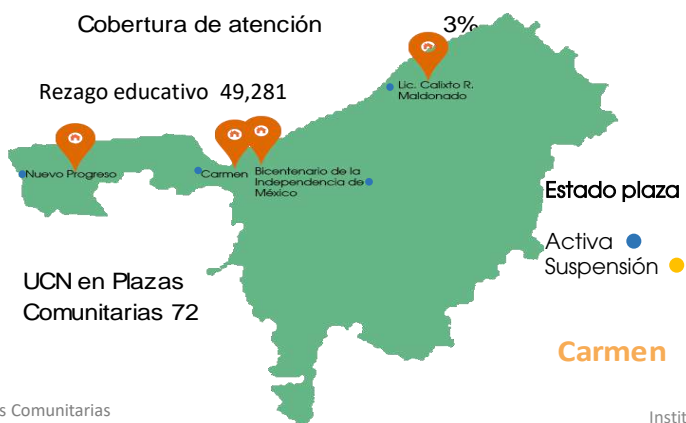 Cobertura de atención 3%
Rezago educativo 49,281
Lic. Calixto R.
Maldonado
Nuevo Progreso
Carmen
Bicentenario de la
Independencia de
México
Estado plaza
Activa
Suspensión
UCN en Plazas
Comunitarias 72
Carmen
s Comunitarias
Instit